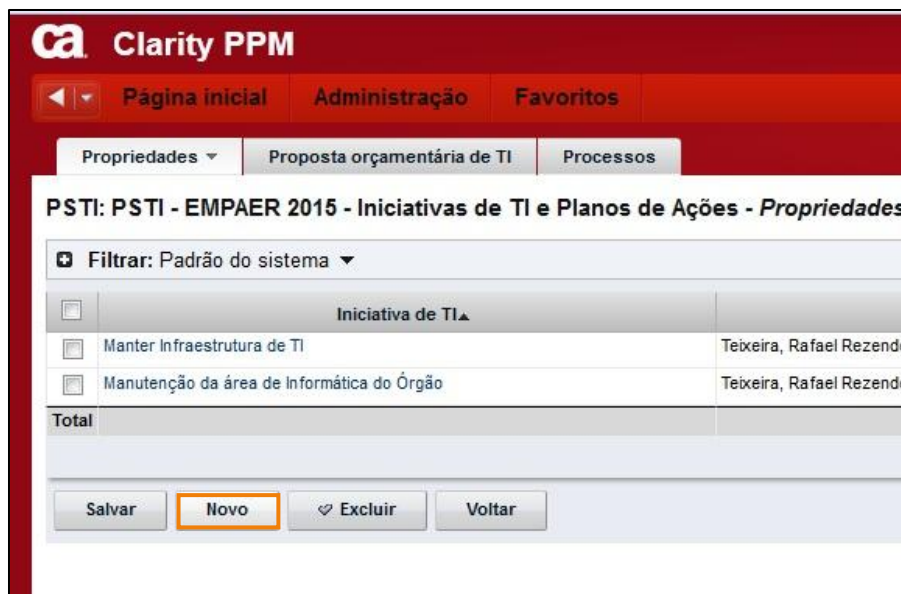 ca Clarity PPM
Página inicial Administração Favoritos
Propriedades Proposta orçamentária de TI Processos
PSTI: PSTI - EMPAER 2015 - Iniciativas de TI e Planos de Ações - Propriedades
Filtrar: Padrão do sistema
Iniciativa de TI
Manter Infraestrutura de TI Teixeira, Rafael Rezend
Manutenção da área de Informática do Órgão Teixeira, Rafael Rezend
Total
Salvar Novo Excluir Voltar